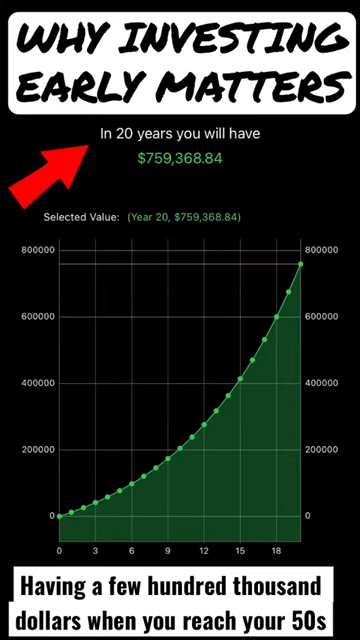 WHY INVESTING
EARLY MATTERS
In 20 years you will have
$759,368.84
Selected Value: (Year 20, $759,368.84)
800000 800000
600000 600000
400000 400000
200000 200000
0 0
0 3 6 9 12 15 18
Having a few hundred thousand
dollars when you reach your 50s